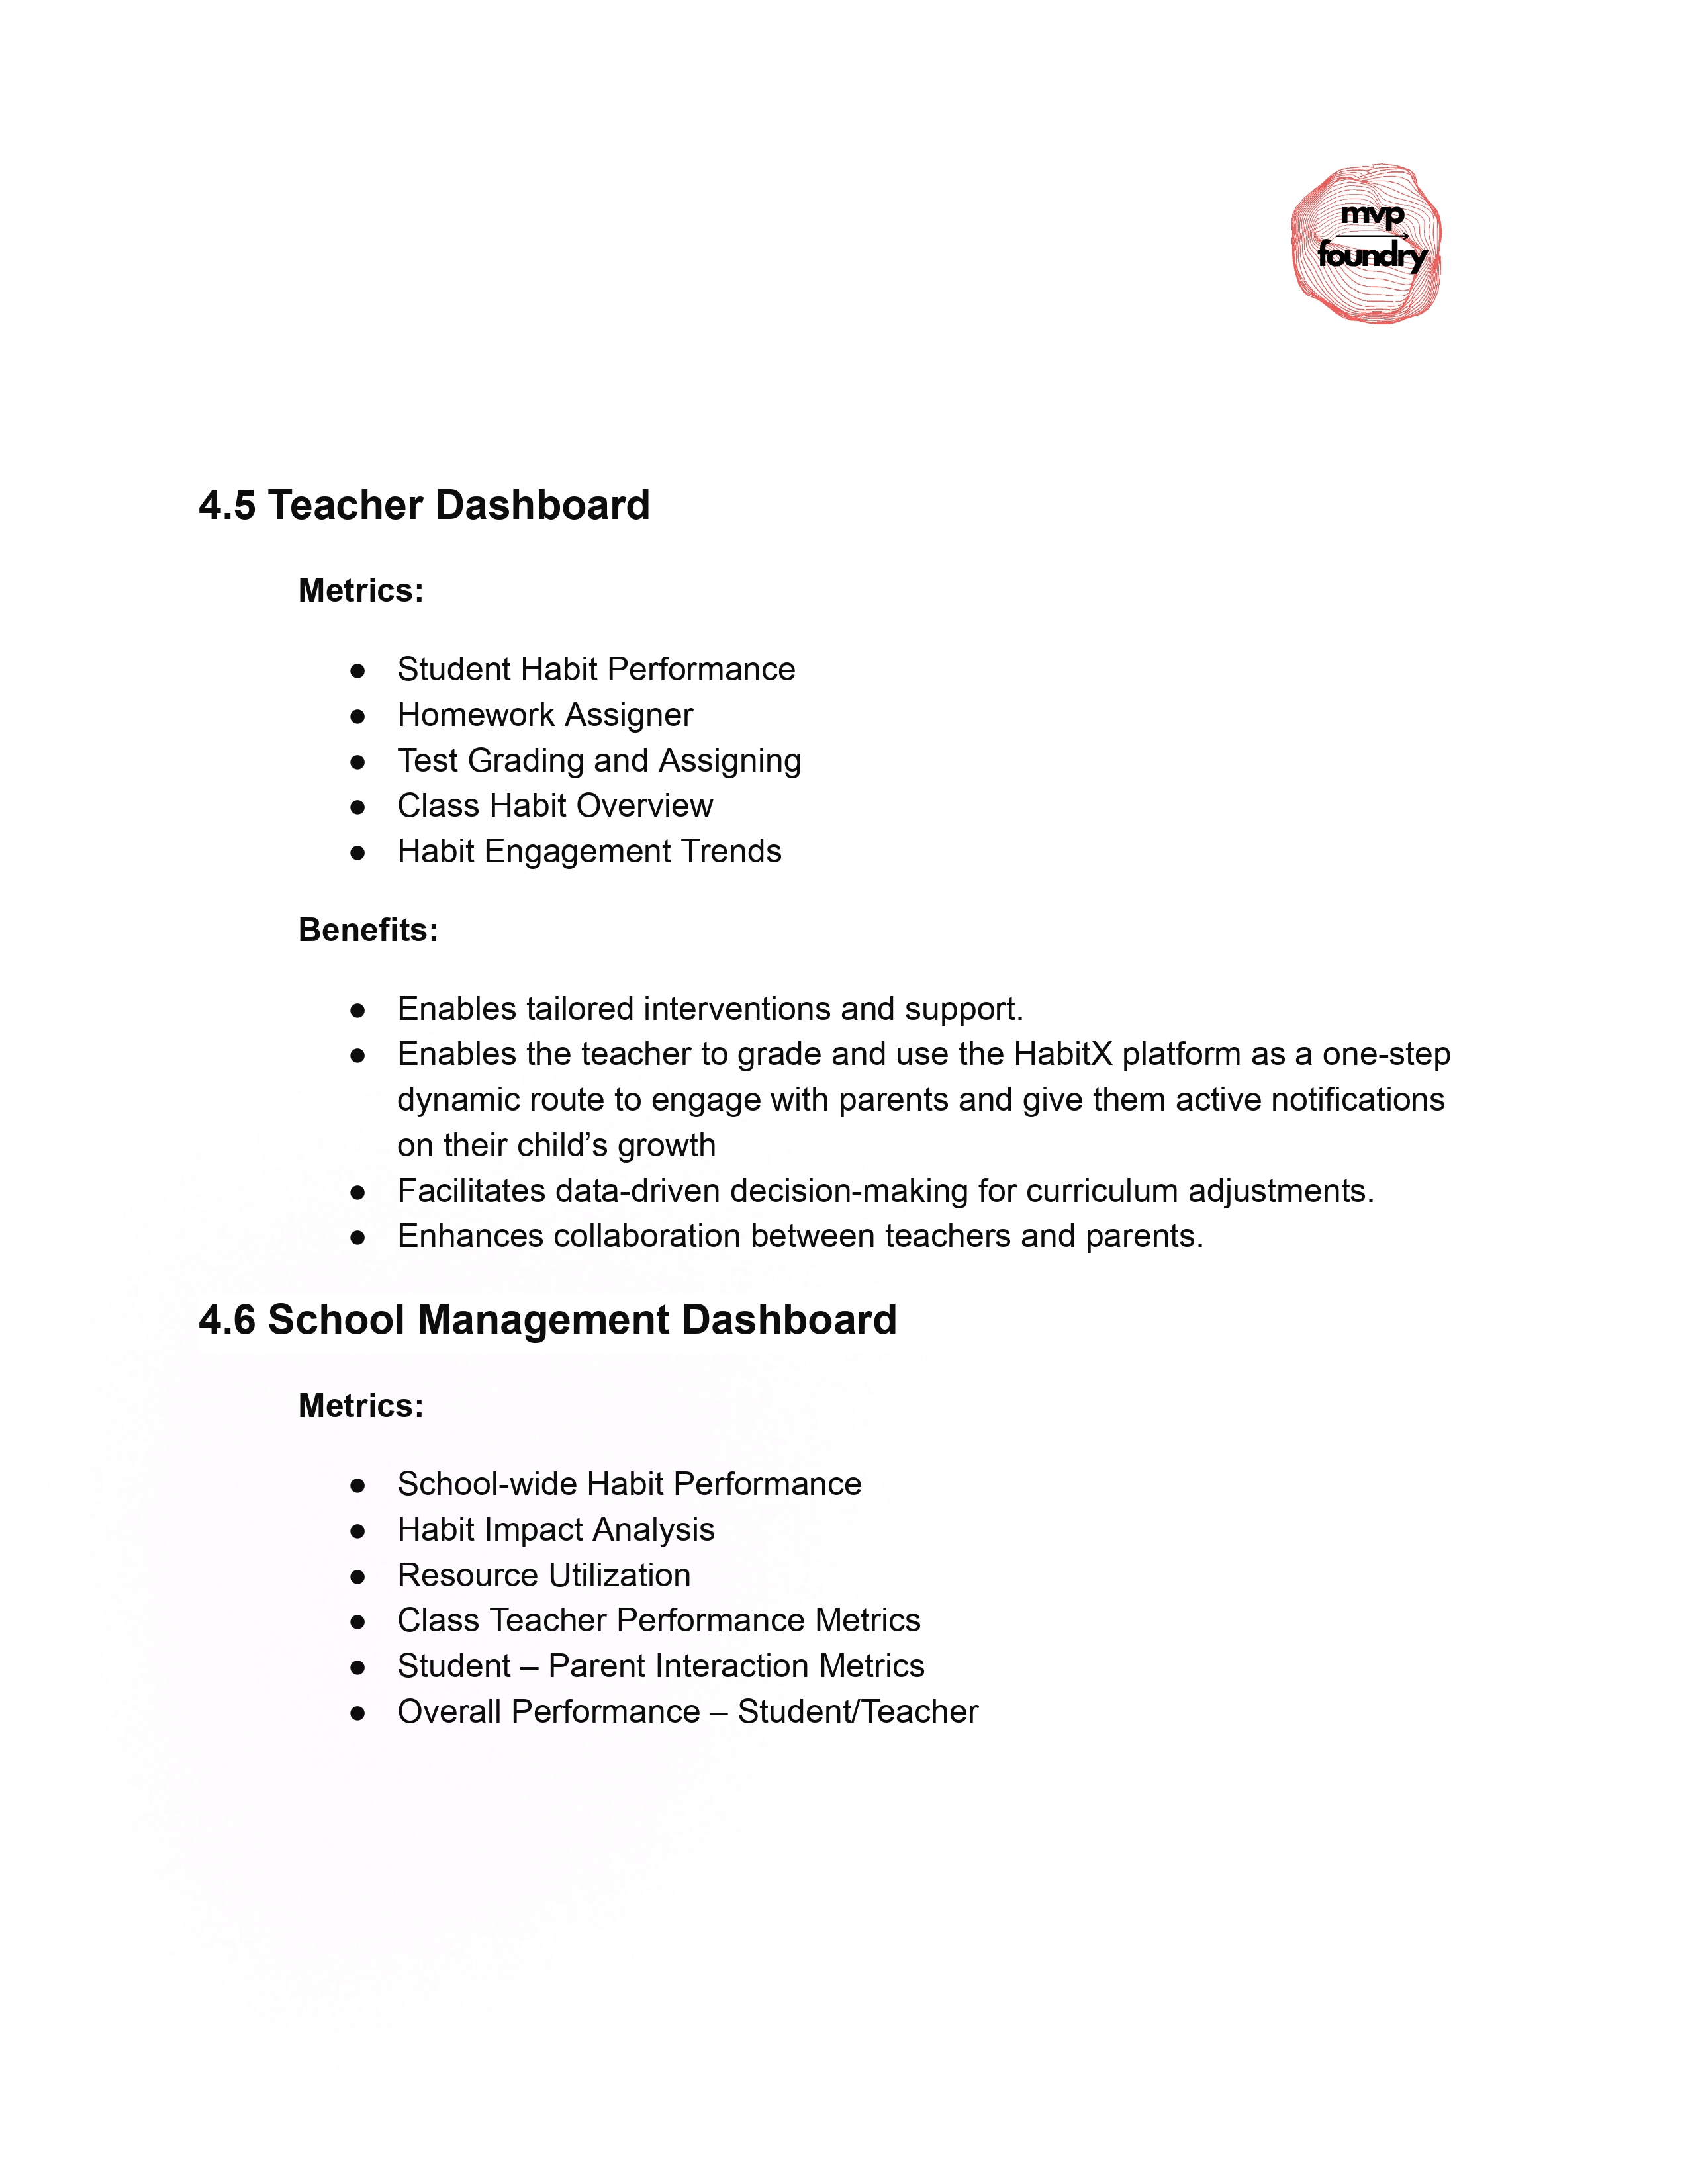 mvp
foundry
4.5 Teacher Dashboard
Metrics:
● Student Habit Performance
● Homework Assigner
● Test Grading and Assigning
● Class Habit Overview
● Habit Engagement Trends
Benefits:
● Enables tailored interventions and support.
● Enables the teacher to grade and use the HabitX platform as a one-step
dynamic route to engage with parents and give them active notifications
on their child’s growth
● Facilitates data-driven decision-making for curriculum adjustments.
● Enhances collaboration between teachers and parents.
4.6 School Management Dashboard
Metrics:
● School-wide Habit Performance
● Habit Impact Analysis
● Resource Utilization
● Class Teacher Performance Metrics
● Student – Parent Interaction Metrics
● Overall Performance – Student/Teacher